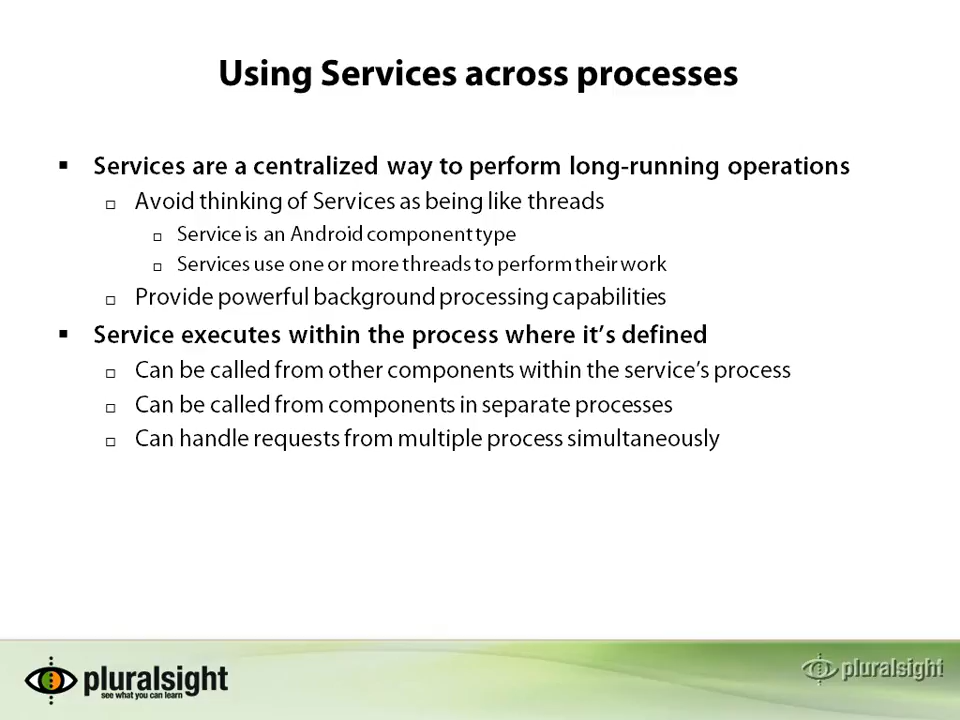 Using Services across processes
Services are a centralized way to perform long-running operations
Avoid thinking of Services as being like threads
Service is an Android component type
Services use one or more threads to perform their work
Provide powerful background processing capabilities
Service executes within the process where it’s defined
Can be called from other components within the service’s process
Can be called from components in separate processes
Can handle requests from multiple process simultaneously
pluralsight
see what you can learn
pluralsight